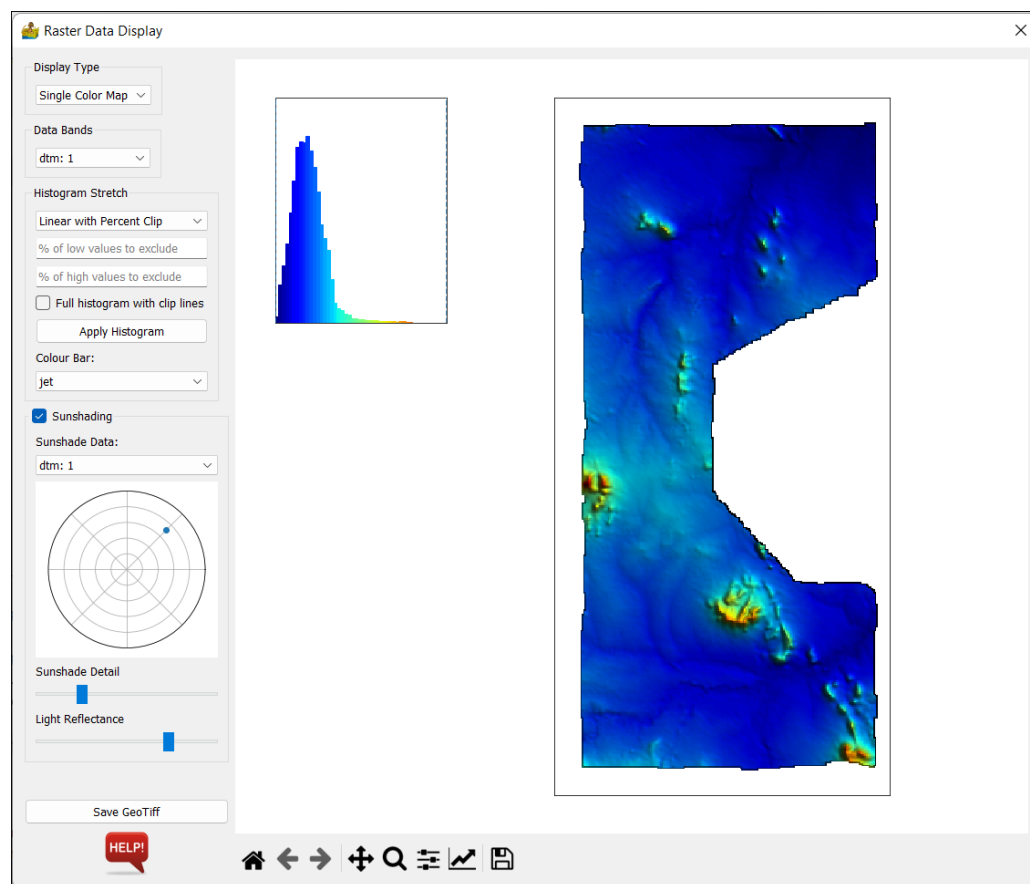 Raster Data Display
Display Type
Single Color Map
Data Bands
dtm: 1
Histogram Stretch
Linear with Percent Clip
% of low values to exclude
% of high values to exclude
Full histogram with clip lines
Apply Histogram
Colour Bar:
jet
Sunshading
Sunshade Data:
dtm: 1
Sunshade Detail
Light Reflectance
Save GeoTiff
HELP!